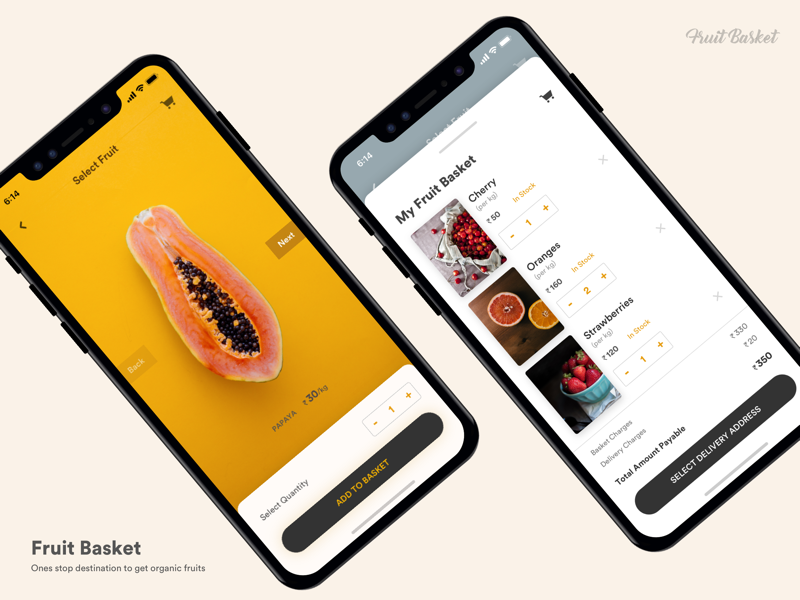 Fruit Basket
6:14
Select Fruit
Next
Back
PAPAYA ₹30/kg
- 1 +
Select Quantity
ADD TO BASKET
6:14
Select Fruit
My Fruit Basket
Cherry
(per kg)
₹50 In Stock
- 1 +
Oranges
(per kg)
₹160 In Stock
- 2 +
Strawberries
(per kg)
₹120 In Stock
- 1 +
Basket Charges ₹330
Delivery Charges ₹20
Total Amount Payable ₹350
SELECT DELIVERY ADDRESS
Fruit Basket
Ones stop destination to get organic fruits